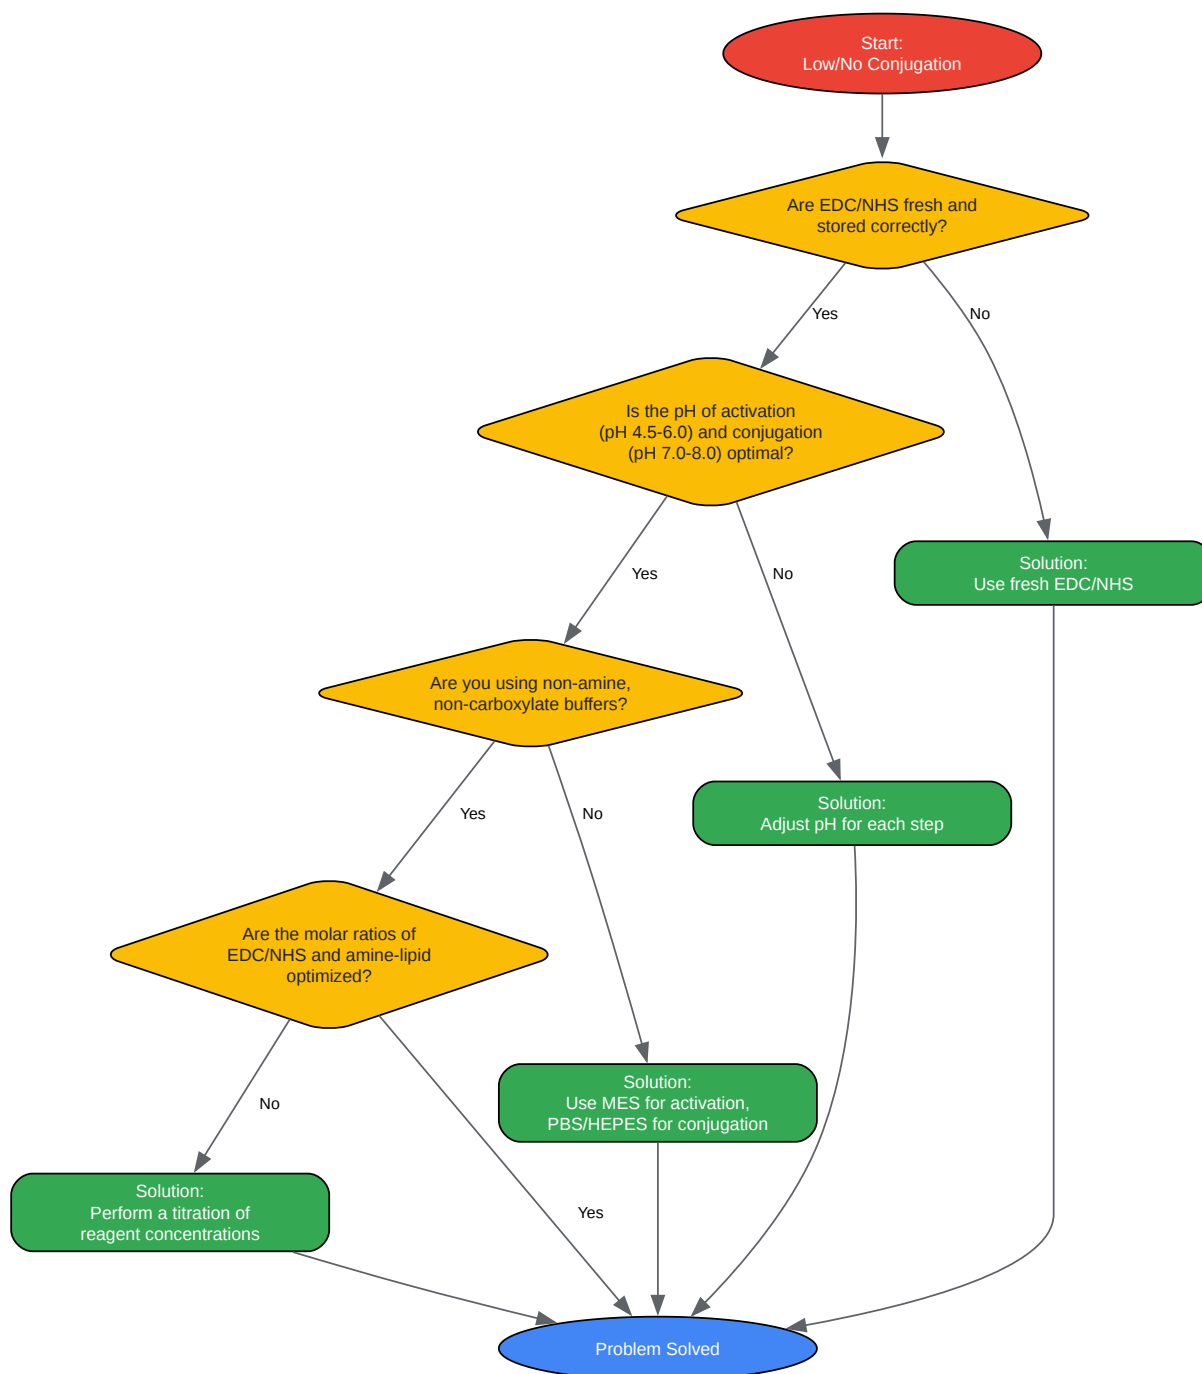 Start:
Low/No Conjugation
Are EDC/NHS fresh and
stored correctly?
Yes
No
Is the pH of activation
(pH 4.5-6.0) and conjugation
(pH 7.0-8.0) optimal?
Yes
No
Solution:
Use fresh EDC/NHS
Are you using non-amine,
non-carboxylate buffers?
Yes
No
Solution:
Adjust pH for each step
Are the molar ratios of
EDC/NHS and amine-lipid
optimized?
No
Yes
Solution:
Use MES for activation,
PBS/HEPES for conjugation
Solution:
Perform a titration of
reagent concentrations
Problem Solved